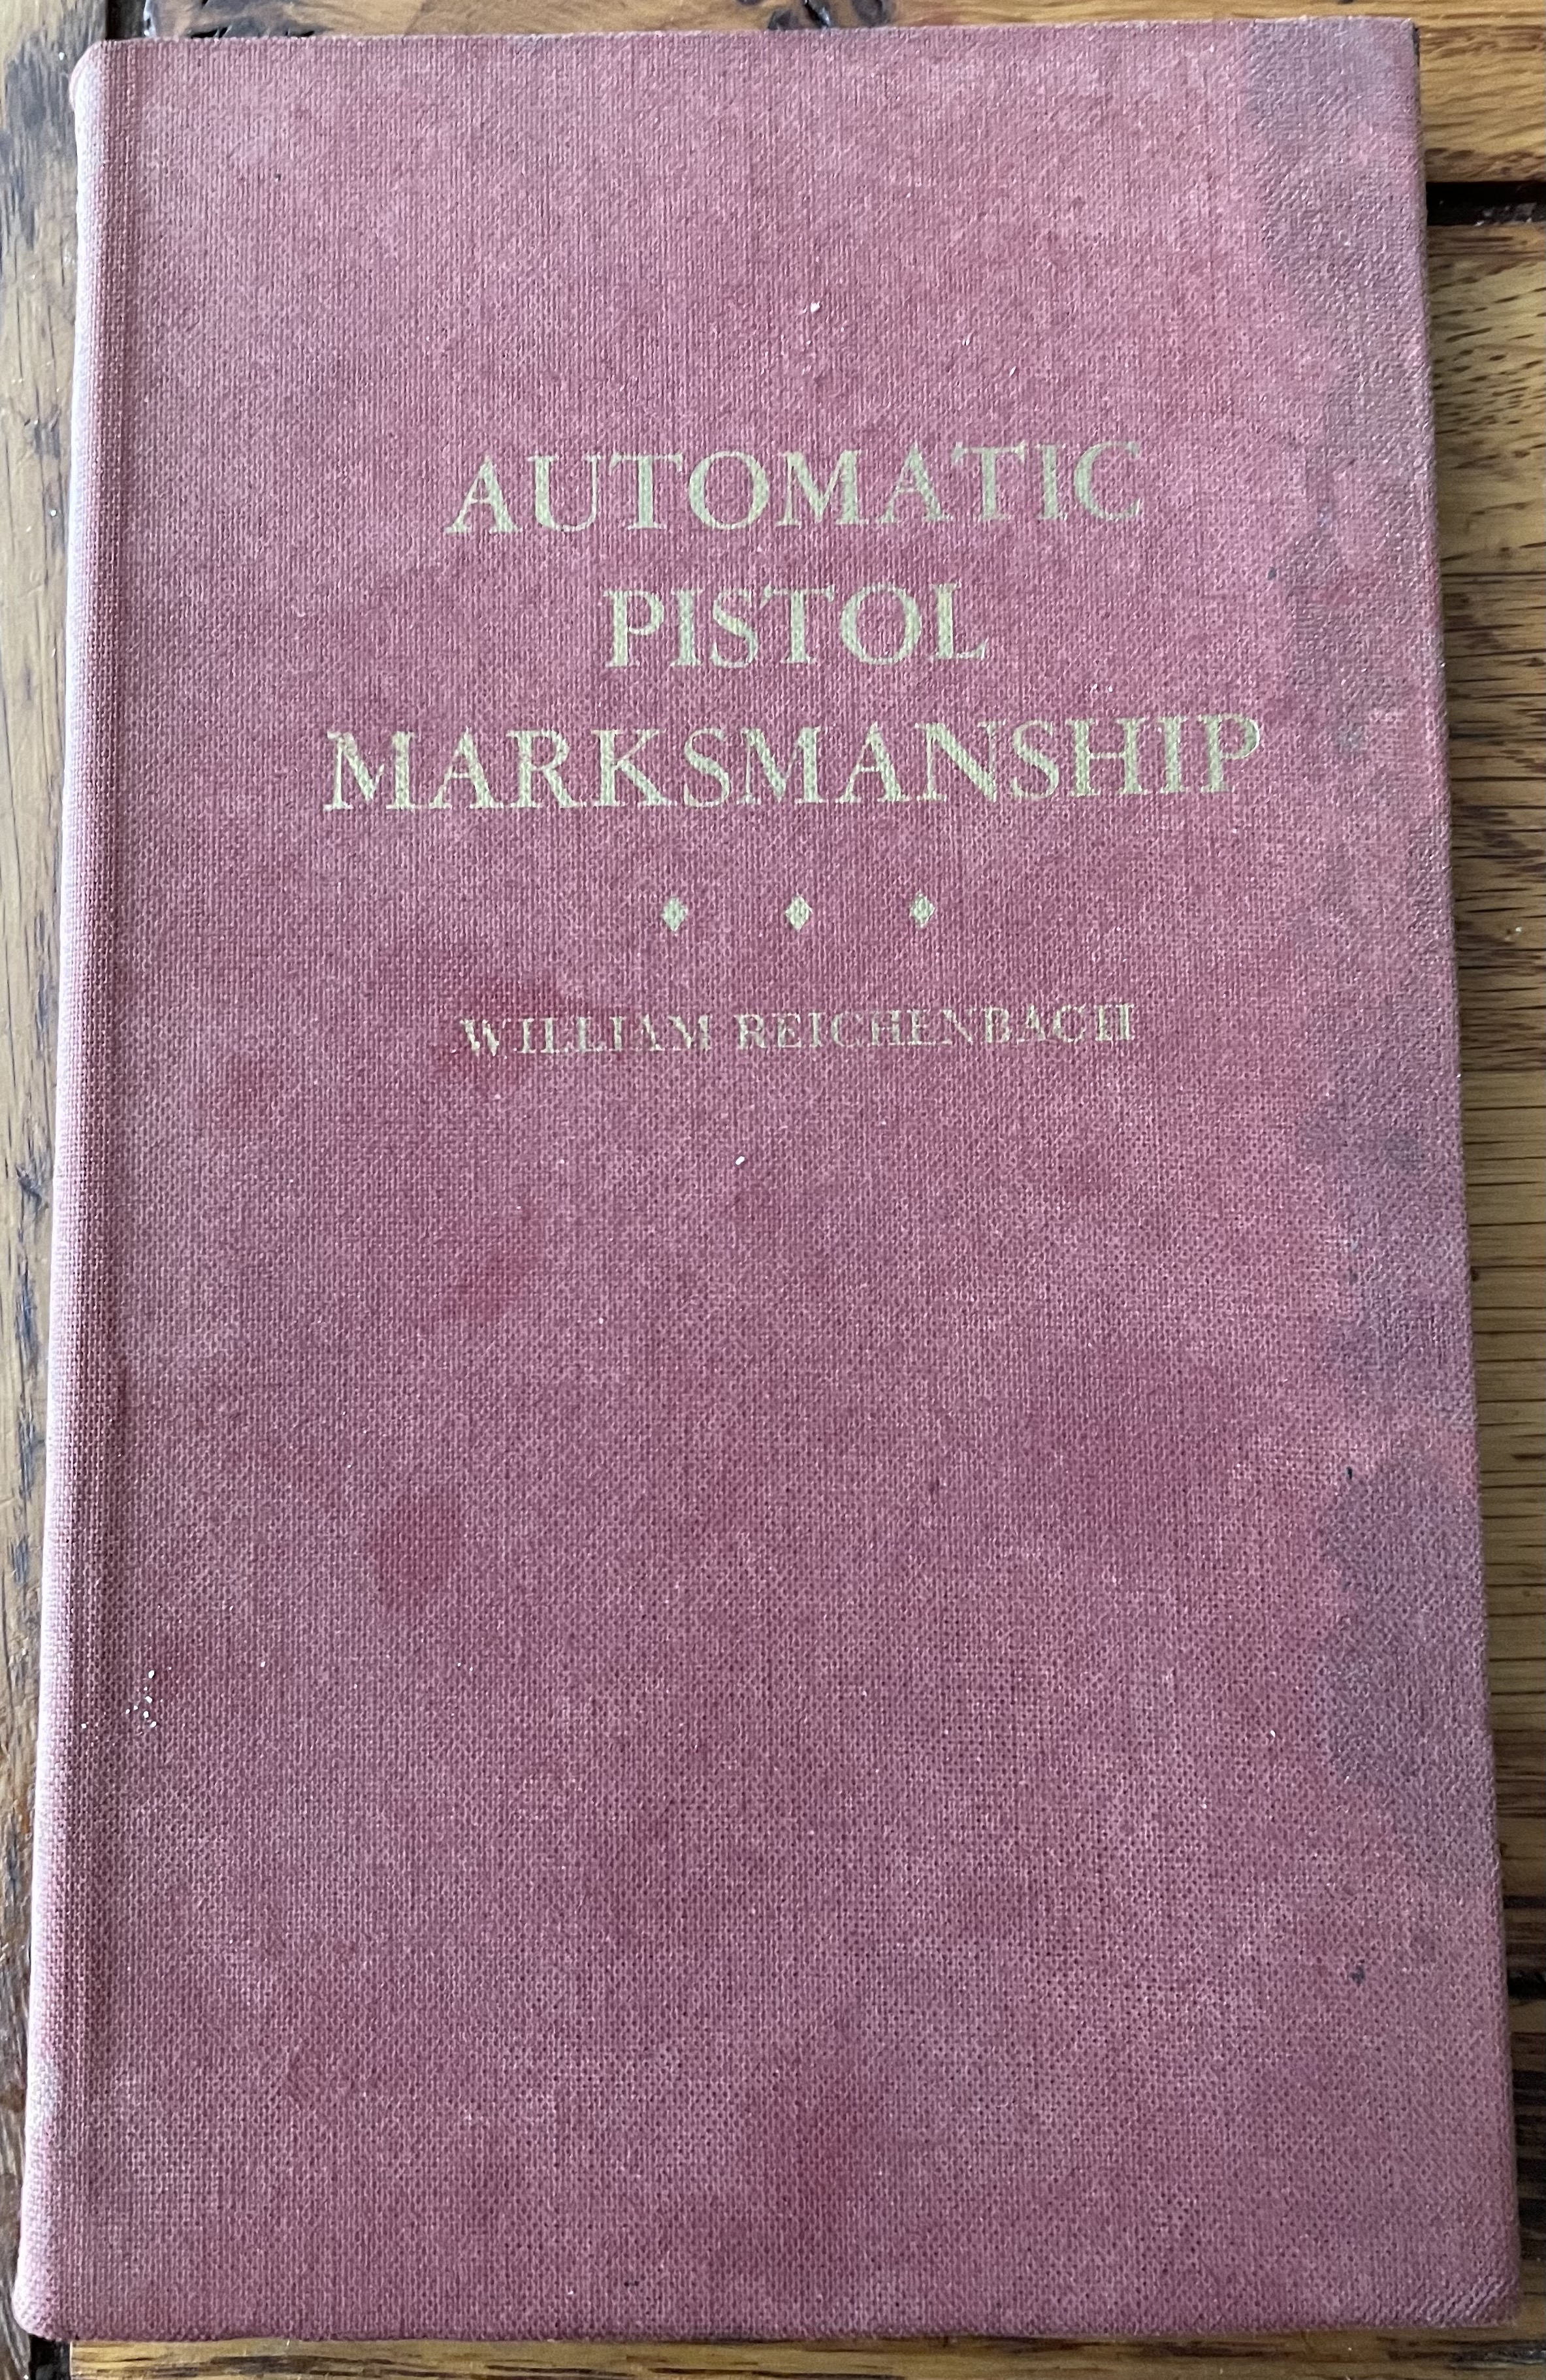 AUTOMATIC
PISTOL
MARKSMANSHIP
WILLIAM REICHENBACH